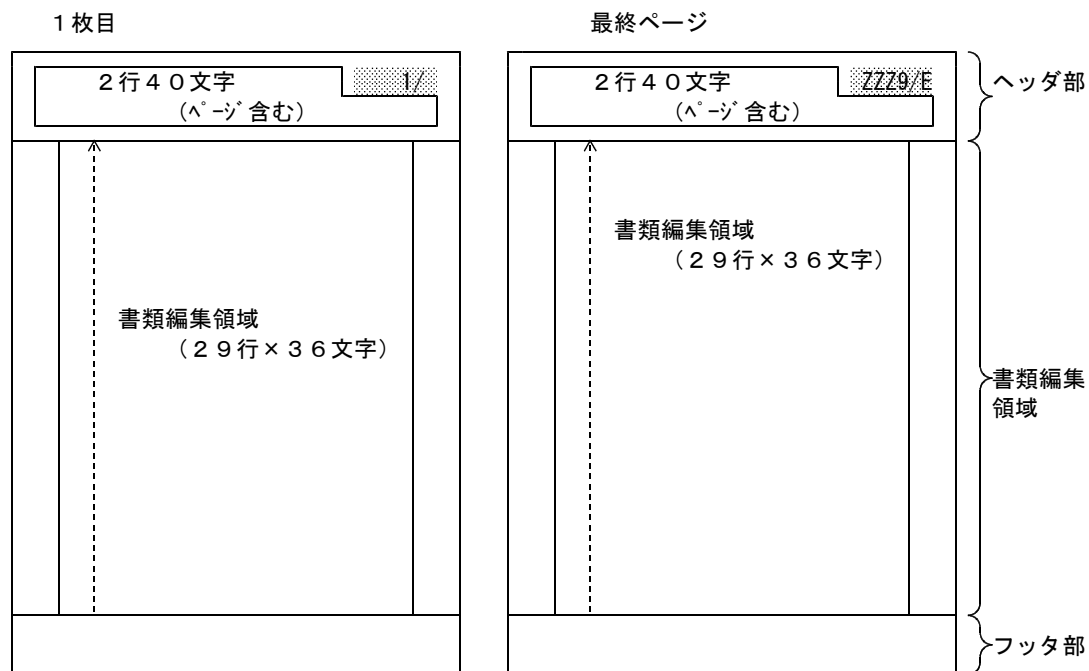 １枚目
最終ページ
２行４０文字
1/
(ﾍﾟｰｼﾞ含む)
２行４０文字
ZZZ9/E
(ﾍﾟｰｼﾞ含む)
ヘッダ部
書類編集領域
（２９行×３６文字）
書類編集領域
（２９行×３６文字）
書類編集
領域
フッタ部